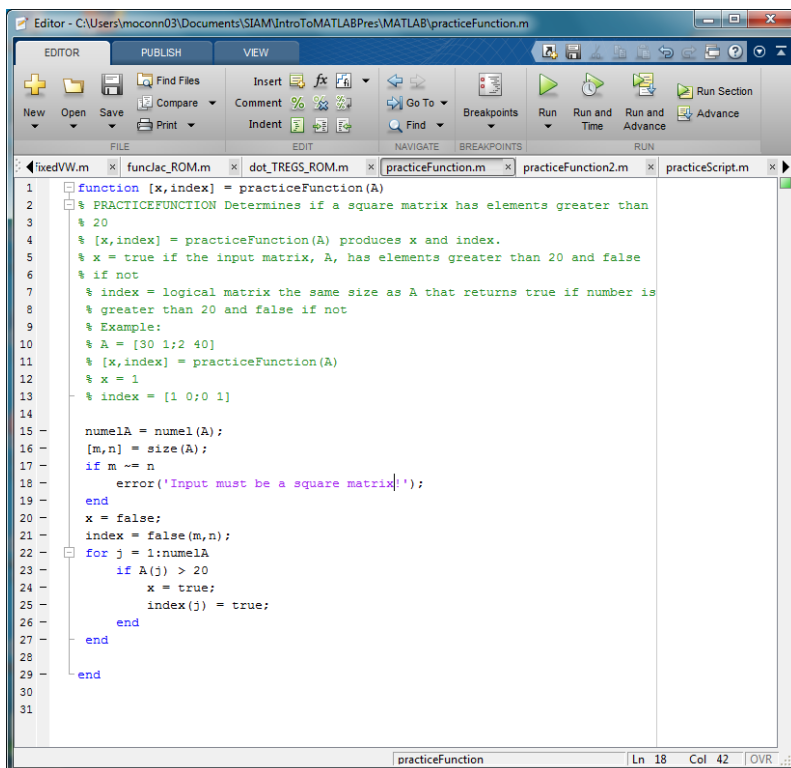 Editor - C:\Users\moconn03\Documents\SIAM\IntroToMATLABPres\MATLAB\practiceFunction.m
EDITOR PUBLISH VIEW
New Open Save
Find Files
Compare
Print
FILE
Insert fx
Comment
Indent
EDIT
Go To
Find
NAVIGATE
Breakpoints
BREAKPOINTS
Run
Run and Time
Run and Advance
Run Section
Advance
RUN
fixedVW.m funcJac_ROM.m dot_TREGS_ROM.m practiceFunction.m practiceFunction2.m practiceScript.m
1 function [x,index] = practiceFunction(A)
2 % PRACTICEFUNCTION Determines if a square matrix has elements greater than
3 % 20
4 % [x,index] = practiceFunction(A) produces x and index.
5 % x = true if the input matrix, A, has elements greater than 20 and false
6 % if not
7 % index = logical matrix the same size as A that returns true if number is
8 % greater than 20 and false if not
9 % Example:
10 % A = [30 1;2 40]
11 % [x,index] = practiceFunction(A)
12 % x = 1
13 % index = [1 0;0 1]
14
15 – numelA = numel(A);
16 – [m,n] = size(A);
17 – if m ~= n
18 – error('Input must be a square matrix!');
19 – end
20 – x = false;
21 – index = false(m,n);
22 – for j = 1:numelA
23 – if A(j) > 20
24 – x = true;
25 – index(j) = true;
26 – end
27 – end
28
29 – end
30
31
practiceFunction Ln 18 Col 42 OVR